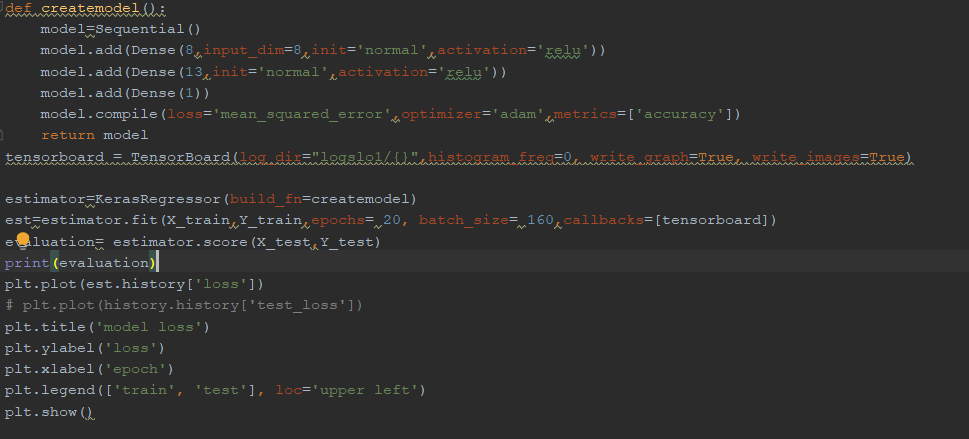 def createmodel():
    model=Sequential()
    model.add(Dense(8,input_dim=8,init='normal',activation='relu'))
    model.add(Dense(13,init='normal',activation='relu'))
    model.add(Dense(1))
    model.compile(loss='mean_squared_error',optimizer='adam',metrics=['accuracy'])
    return model
tensorboard = TensorBoard(log_dir="logslo1/{}",histogram_freq=0, write_graph=True, write_images=True)
estimator=KerasRegressor(build_fn=createmodel)
est=estimator.fit(X_train,Y_train,epochs= 20, batch_size= 160,callbacks=[tensorboard])
evaluation= estimator.score(X_test,Y_test)
print(evaluation)
plt.plot(est.history['loss'])
# plt.plot(history.history['test_loss'])
plt.title('model loss')
plt.ylabel('loss')
plt.xlabel('epoch')
plt.legend(['train', 'test'], loc='upper left')
plt.show()